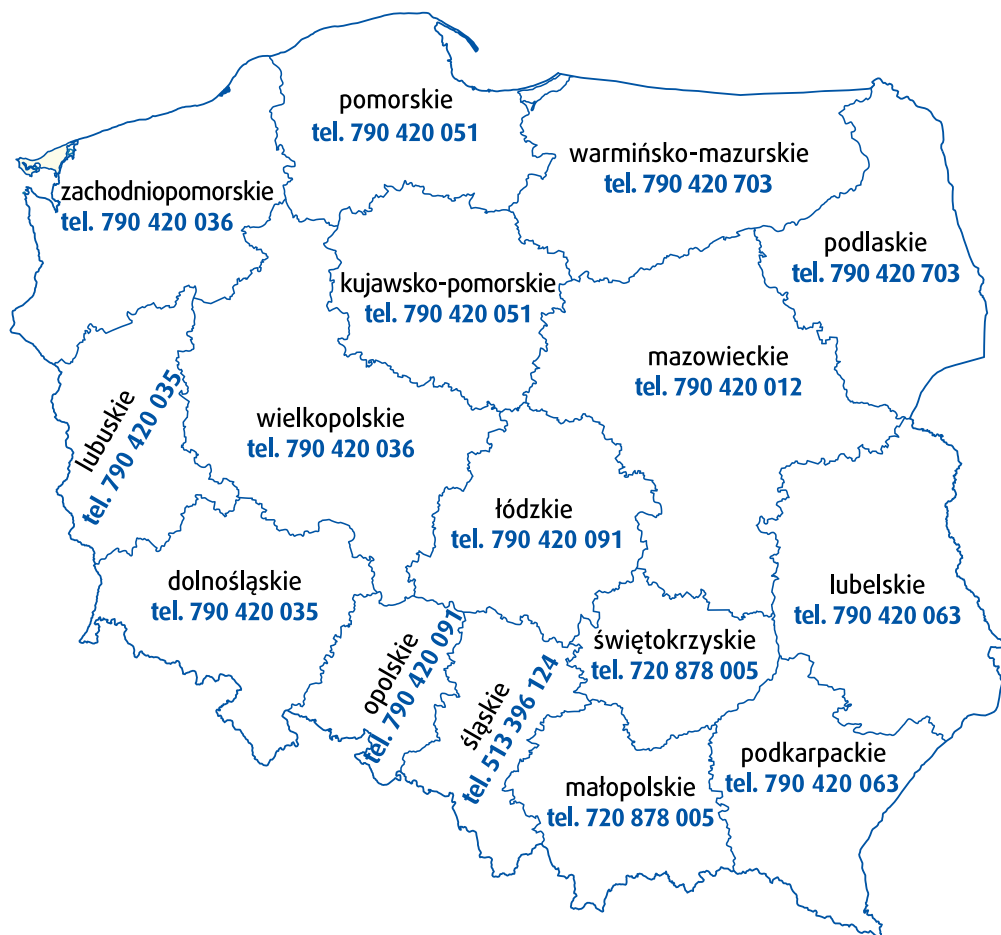 pomorskie
tel. 790 420 051
warmińsko-mazurskie
tel. 790 420 703
zachodniopomorskie
tel. 790 420 036
podlaskie
tel. 790 420 703
kujawsko-pomorskie
tel. 790 420 051
mazowieckie
tel. 790 420 012
lubuskie
tel. 790 420 035
wielkopolskie
tel. 790 420 036
łódzkie
tel. 790 420 091
dolnośląskie
tel. 790 420 035
lubelskie
tel. 790 420 063
opolskie
tel. 790 420 091
śląskie
tel. 513 396 124
świętokrzyskie
tel. 720 878 005
małopolskie
tel. 720 878 005
podkarpackie
tel. 790 420 063